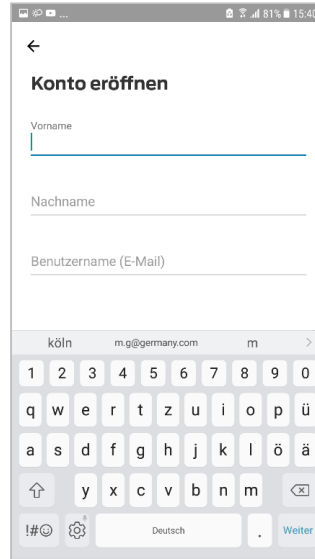 ... 81% 15:40
Konto eröffnen
Vorname
Nachname
Benutzername (E-Mail)
köln m.g@germany.com m
1 2 3 4 5 6 7 8 9 0
q w e r t z u i o p ü
a s d f g h j k l ö ä
y x c v b n m
!#☺ Deutsch . Weiter